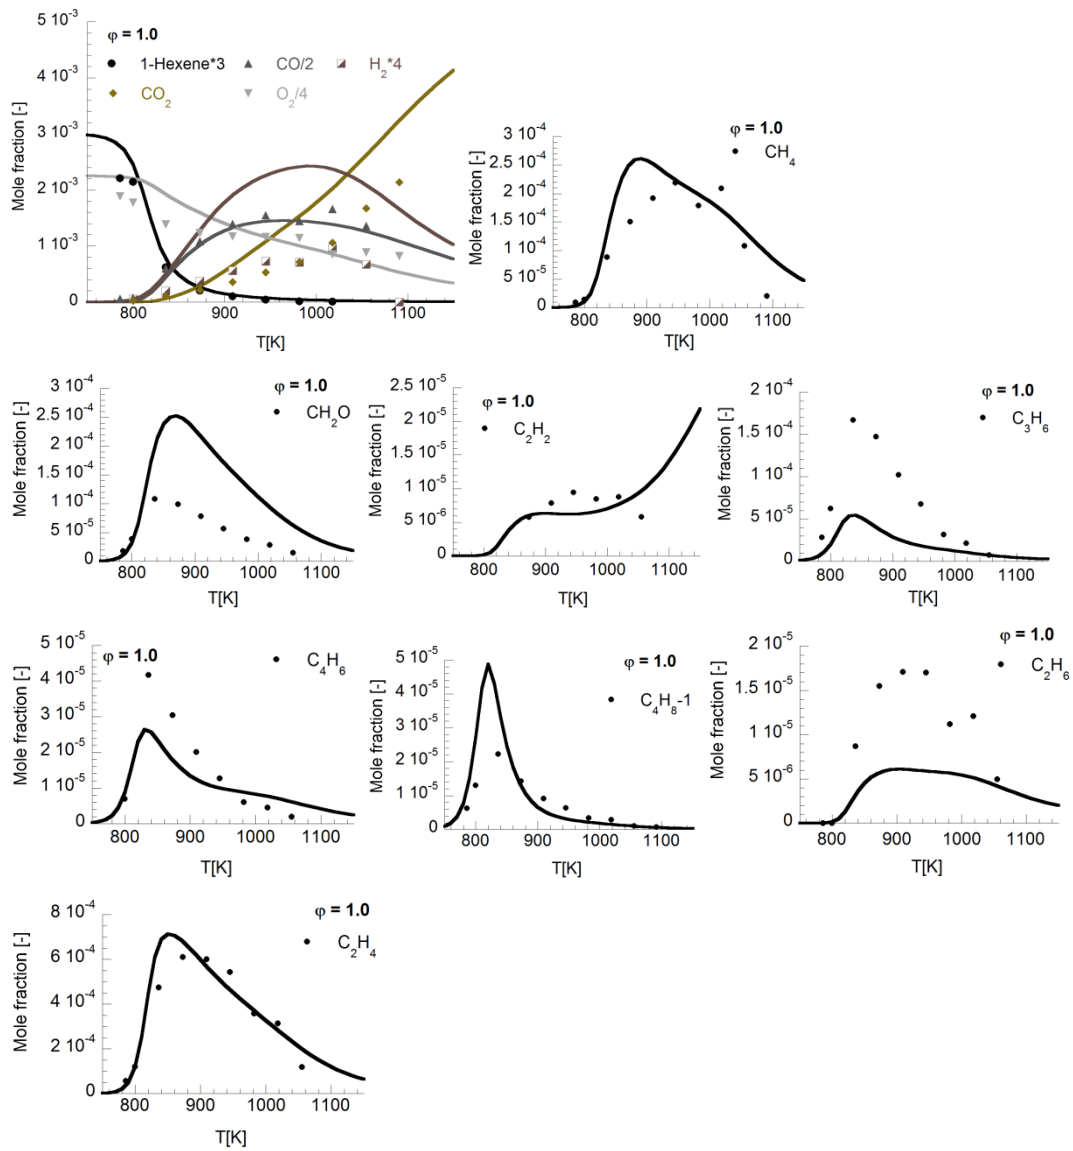 φ = 1.0
1-Hexene*3 CO/2 H2*4
CO2 O2/4
Mole fraction [-]
5 10-3
4 10-3
3 10-3
2 10-3
1 10-3
0
800 900 1000 1100
T[K]
φ = 1.0
CH4
Mole fraction [-]
3 10-4
2.5 10-4
2 10-4
1.5 10-4
1 10-4
5 10-5
0
800 900 1000 1100
T[K]
φ = 1.0
CH2O
Mole fraction [-]
3 10-4
2.5 10-4
2 10-4
1.5 10-4
1 10-4
5 10-5
0
800 900 1000 1100
T[K]
φ = 1.0
C2H2
Mole fraction [-]
2.5 10-5
2 10-5
1.5 10-5
1 10-5
5 10-6
0
800 900 1000 1100
T[K]
φ = 1.0
C3H6
Mole fraction [-]
2 10-4
1.5 10-4
1 10-4
5 10-5
0
800 900 1000 1100
T[K]
φ = 1.0
C4H6
Mole fraction [-]
5 10-5
4 10-5
3 10-5
2 10-5
1 10-5
0
800 900 1000 1100
T[K]
φ = 1.0
C4H8-1
Mole fraction [-]
5 10-5
4 10-5
3 10-5
2 10-5
1 10-5
0
800 900 1000 1100
T[K]
φ = 1.0
C2H6
Mole fraction [-]
2 10-5
1.5 10-5
1 10-5
5 10-6
0
800 900 1000 1100
T[K]
φ = 1.0
C2H4
Mole fraction [-]
8 10-4
6 10-4
4 10-4
2 10-4
0
800 900 1000 1100
T[K]